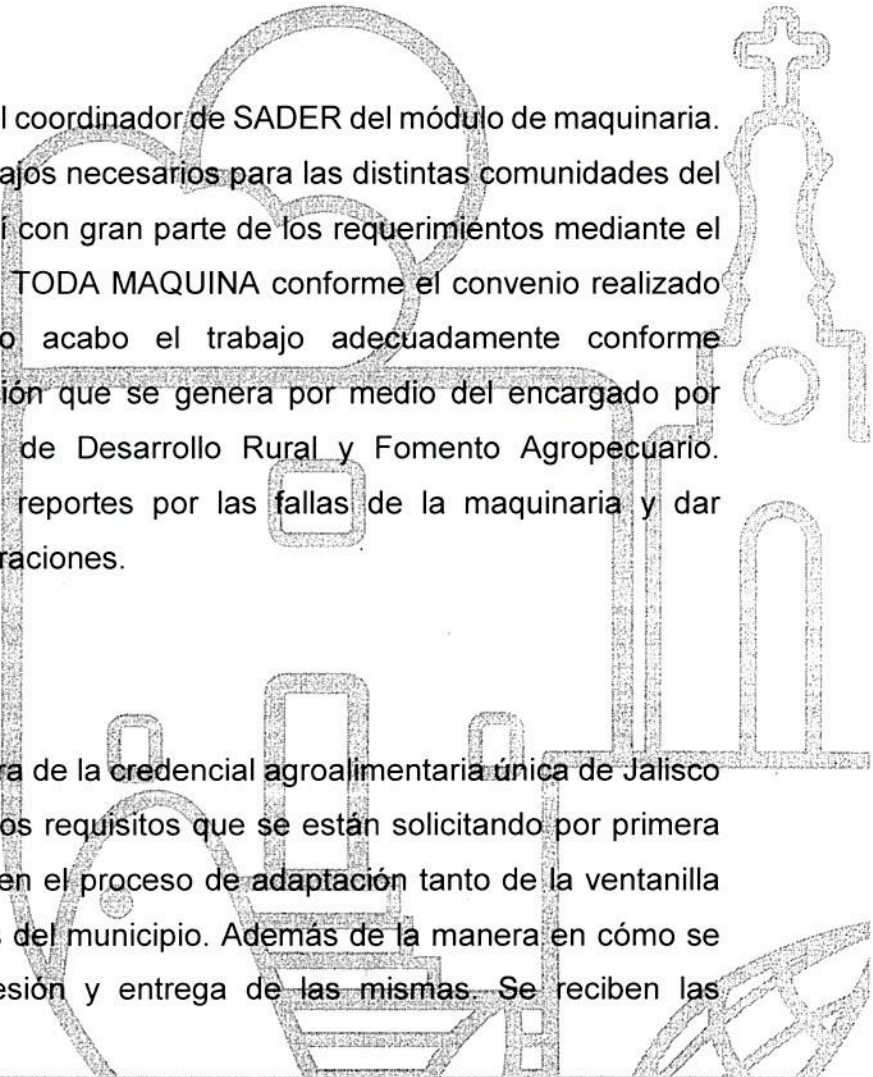 l coordinador de SADER del módulo de maquinaria.
ajos necesarios para las distintas comunidades del
í con gran parte de los requerimientos mediante el
TODA MAQUINA conforme el convenio realizado
o acabo el trabajo adecuadamente conforme
ión que se genera por medio del encargado por
de Desarrollo Rural y Fomento Agropecuario.
reportes por las fallas de la maquinaria y dar
raciones.
ra de la credencial agroalimentaria única de Jalisco
os requisitos que se están solicitando por primera
en el proceso de adaptación tanto de la ventanilla
s del municipio. Además de la manera en cómo se
esión y entrega de las mismas. Se reciben las